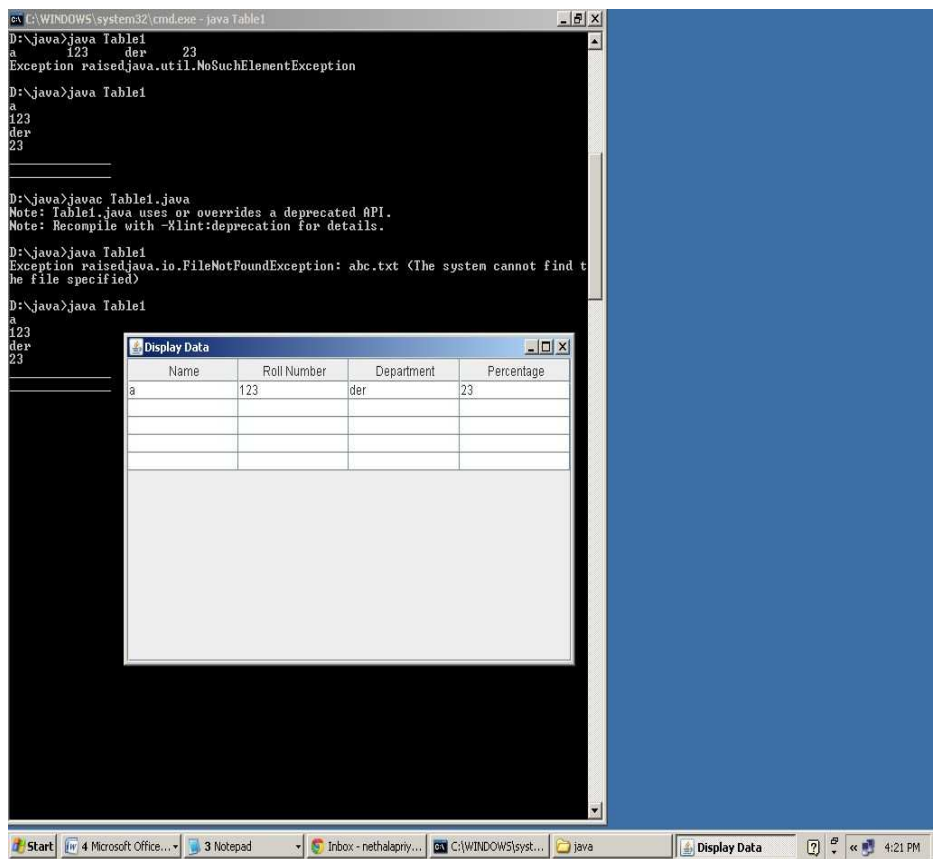 C:\WINDOWS\system32\cmd.exe - java Table1
D:\java>java Table1
a 123 der 23
Exception raisedjava.util.NoSuchElementException
D:\java>java Table1
a
123
der
23
D:\java>javac Table1.java
Note: Table1.java uses or overrides a deprecated API.
Note: Recompile with -Xlint:deprecation for details.
D:\java>java Table1
Exception raisedjava.io.FileNotFoundException: abc.txt (The system cannot find t
he file specified)
D:\java>java Table1
a
123
der
23
Display Data
Name Roll Number Department Percentage
a 123 der 23
Start 4 Microsoft Office... 3 Notepad Inbox - nethalapriy... C:\WINDOWS\syst... java Display Data 4:21 PM